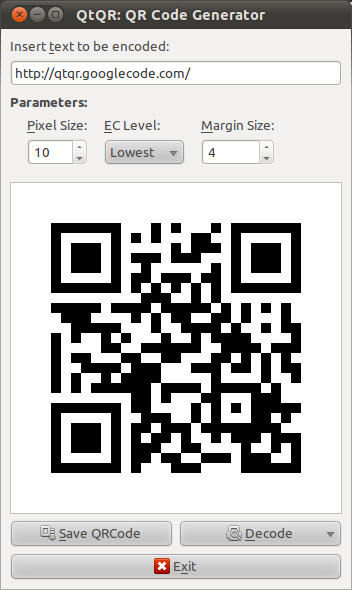 QtQR: QR Code Generator
Insert text to be encoded:
http://qtqr.googlecode.com/
Parameters:
Pixel Size: EC Level: Margin Size:
10 Lowest 4
Save QRCode Decode
Exit